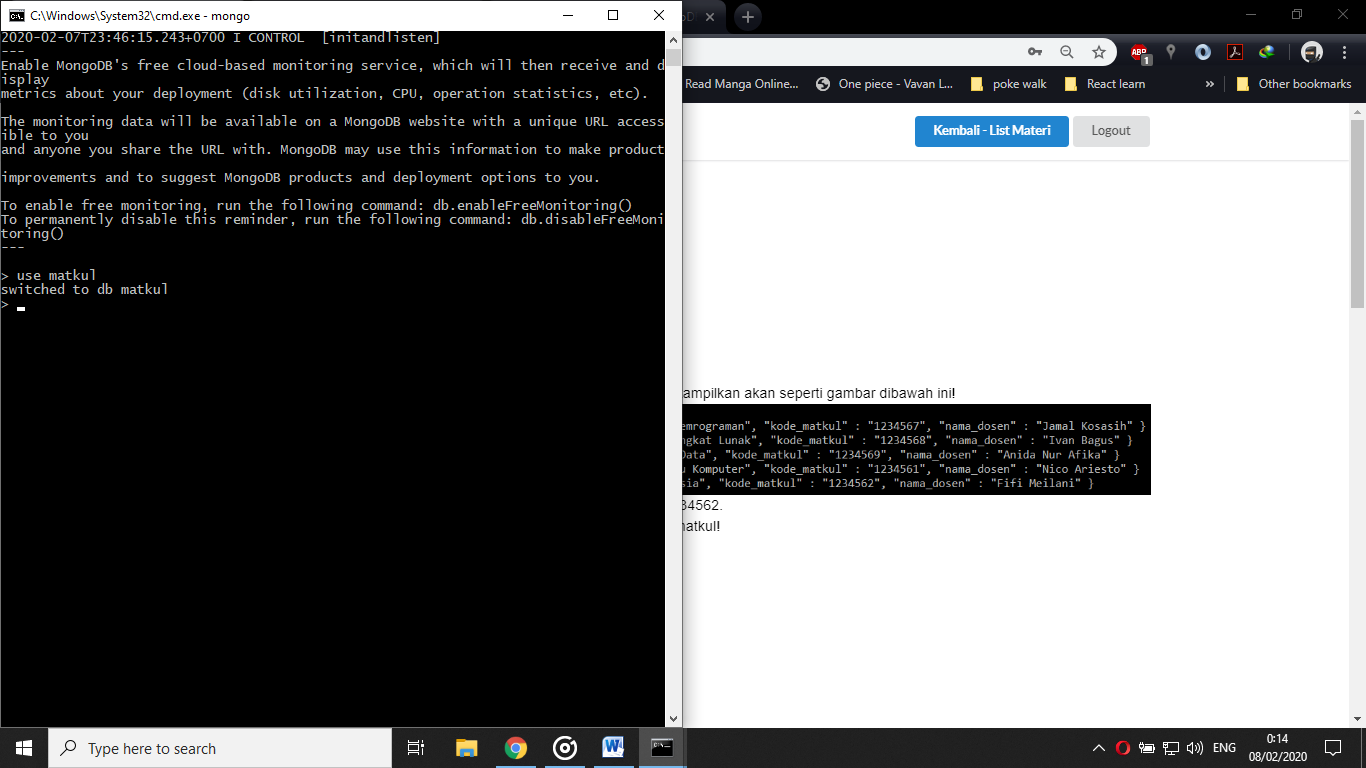 C:\Windows\System32\cmd.exe - mongo
2020-02-07T23:46:15.243+0700 I CONTROL  [initandlisten]
---
Enable MongoDB's free cloud-based monitoring service, which will then receive and d
isplay
metrics about your deployment (disk utilization, CPU, operation statistics, etc).
The monitoring data will be available on a MongoDB website with a unique URL access
ible to you
and anyone you share the URL with. MongoDB may use this information to make product
improvements and to suggest MongoDB products and deployment options to you.
To enable free monitoring, run the following command: db.enableFreeMonitoring()
To permanently disable this reminder, run the following command: db.disableFreeMoni
toring()
---
> use matkul
switched to db matkul
>
Read Manga Online... One piece - Vavan L... poke walk React learn » Other bookmarks
Kembali - List Materi Logout
ampilkan akan seperti gambar dibawah ini!
emrograman", "kode_matkul" : "1234567", "nama_dosen" : "Jamal Kosasih" }
ngkat Lunak", "kode_matkul" : "1234568", "nama_dosen" : "Ivan Bagus" }
Data", "kode_matkul" : "1234569", "nama_dosen" : "Anida Nur Afika" }
u Komputer", "kode_matkul" : "1234561", "nama_dosen" : "Nico Ariesto" }
sia", "kode_matkul" : "1234562", "nama_dosen" : "Fifi Meilani" }
34562.
matkul!
Type here to search
ENG
0:14
08/02/2020